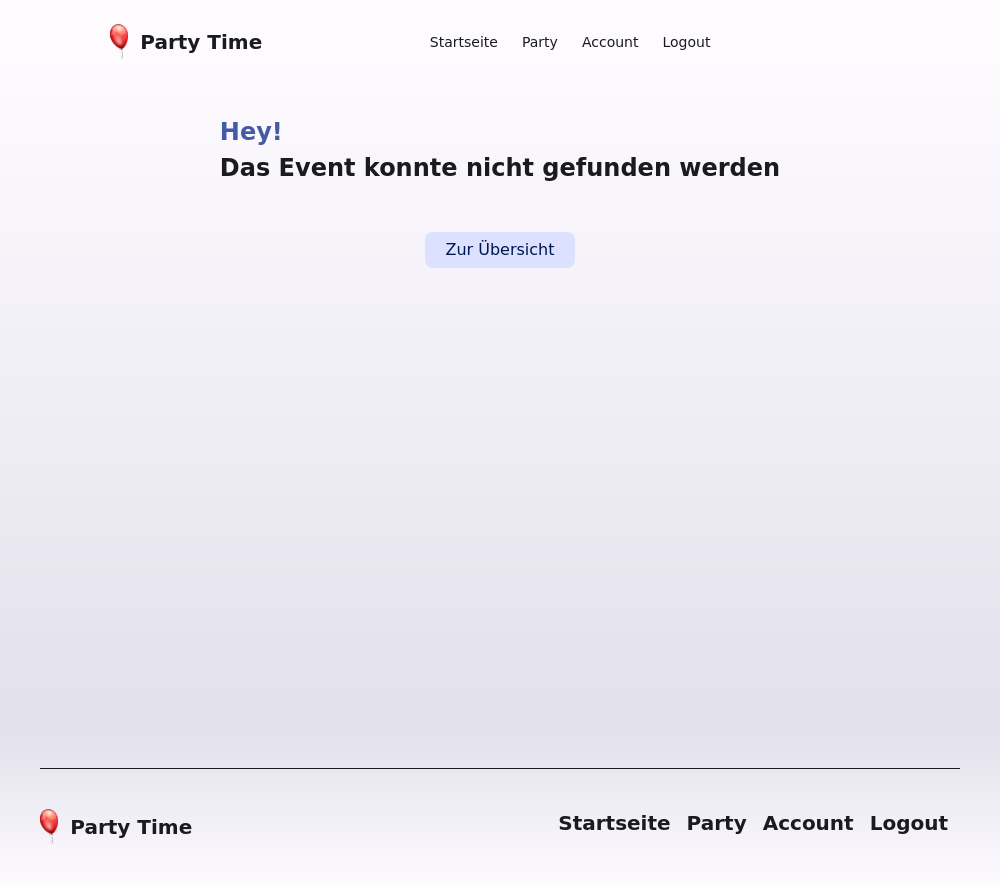 Party Time
Startseite Party Account Logout
Hey!
Das Event konnte nicht gefunden werden
Zur Übersicht
Party Time
Startseite Party Account Logout